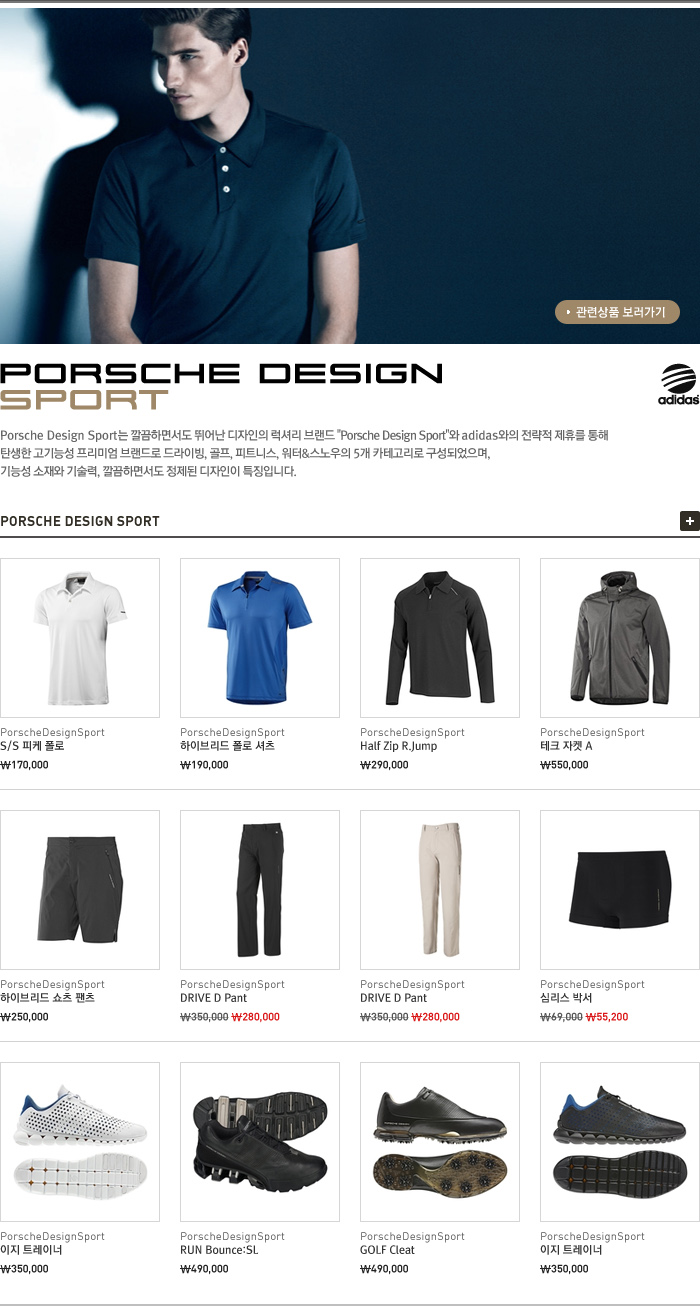 관련상품 보러가기
PORSCHE DESIGN
SPORT
adidas
Porsche Design Sport는 깔끔하면서도 뛰어난 디자인의 럭셔리 브랜드 "Porsche Design Sport"와 adidas와의 전략적 제휴를 통해
탄생한 고기능성 프리미엄 브랜드로 드라이빙, 골프, 피트니스, 워터&스노우의 5개 카테고리로 구성되었으며,
기능성 소재와 기술력, 깔끔하면서도 정제된 디자인이 특징입니다.
PORSCHE DESIGN SPORT
PorscheDesignSport
S/S 피케 폴로
₩170,000
PorscheDesignSport
하이브리드 폴로 셔츠
₩190,000
PorscheDesignSport
Half Zip R.Jump
₩290,000
PorscheDesignSport
테크 자켓 A
₩550,000
PorscheDesignSport
하이브리드 쇼츠 팬츠
₩250,000
PorscheDesignSport
DRIVE D Pant
₩350,000 ₩280,000
PorscheDesignSport
DRIVE D Pant
₩350,000 ₩280,000
PorscheDesignSport
심리스 박서
₩69,000 ₩55,200
PorscheDesignSport
이지 트레이너
₩350,000
PorscheDesignSport
RUN Bounce:SL
₩490,000
PorscheDesignSport
GOLF Cleat
₩490,000
PorscheDesignSport
이지 트레이너
₩350,000